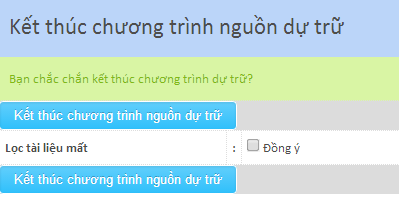 Kết thúc chương trình nguồn dự trữ
Bạn chắc chắn kết thúc chương trình dự trữ?
Kết thúc chương trình nguồn dự trữ
Lọc tài liệu mất : Đồng ý
Kết thúc chương trình nguồn dự trữ